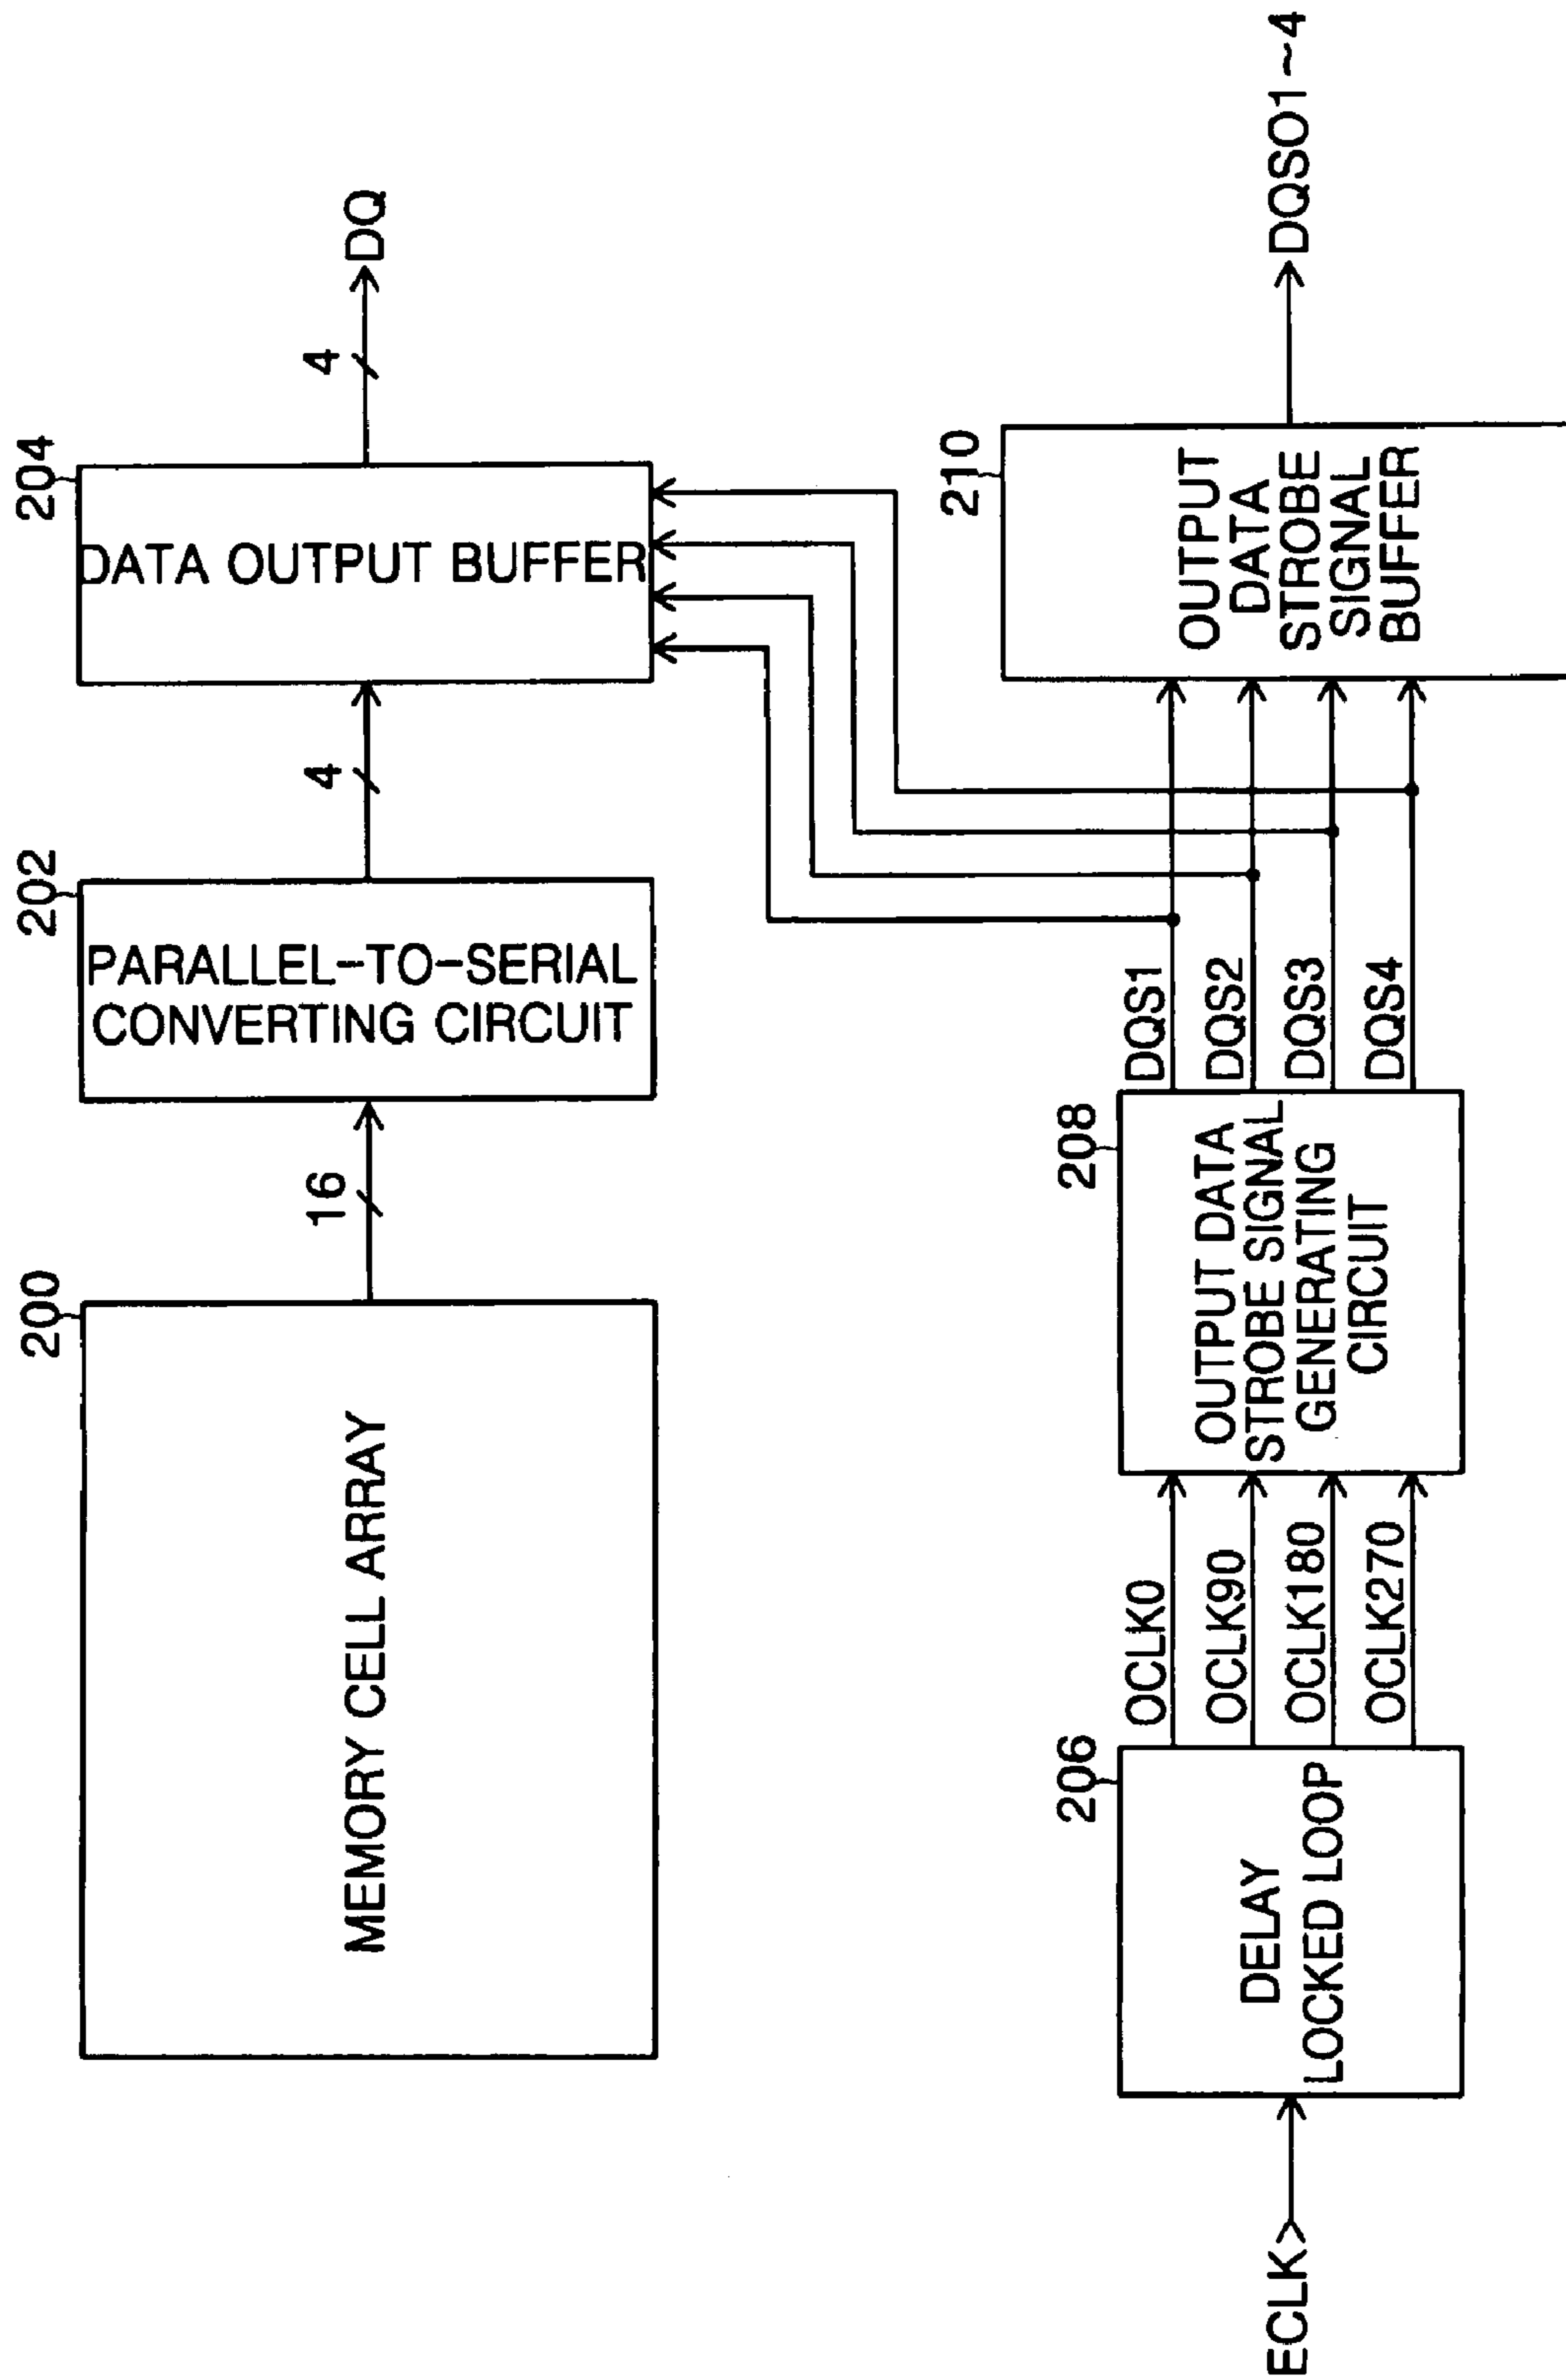 200
MEMORY CELL ARRAY
16
202
PARALLEL-TO-SERIAL
CONVERTING CIRCUIT
4
204
DATA OUTPUT BUFFER
4
DQ
ECLK
206
DELAY
LOCKED LOOP
OCLK0
OCLK90
OCLK180
OCLK270
208
OUTPUT DATA
STROBE SIGNAL
GENERATING
CIRCUIT
DQS1
DQS2
DQS3
DQS4
210
OUTPUT
DATA
STROBE
SIGNAL
BUFFER
DQSO1~4